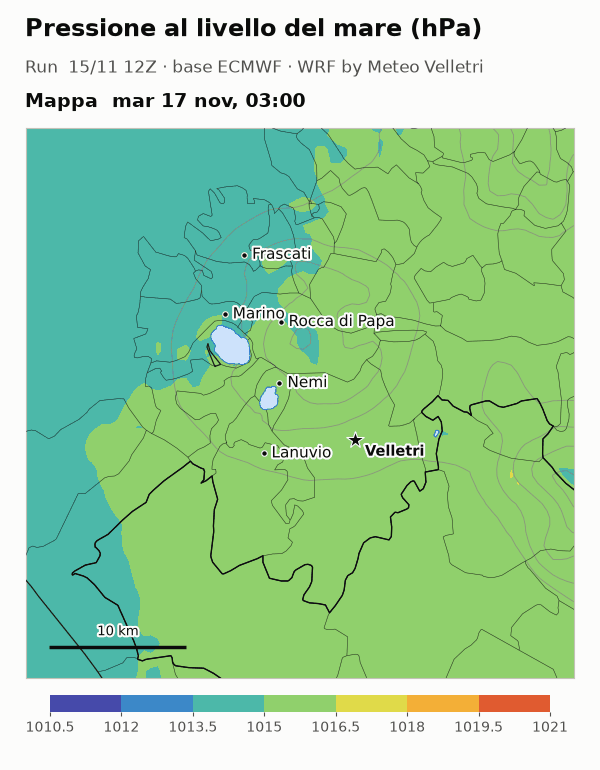 Pressione al livello del mare (hPa)
Run 15/11 12Z · base ECMWF · WRF by Meteo Velletri
Mappa mar 17 nov, 03:00
Frascati
Marino
Rocca di Papa
Nemi
Velletri
Lanuvio
10 km
1010.5 1012 1013.5 1015 1016.5 1018 1019.5 1021